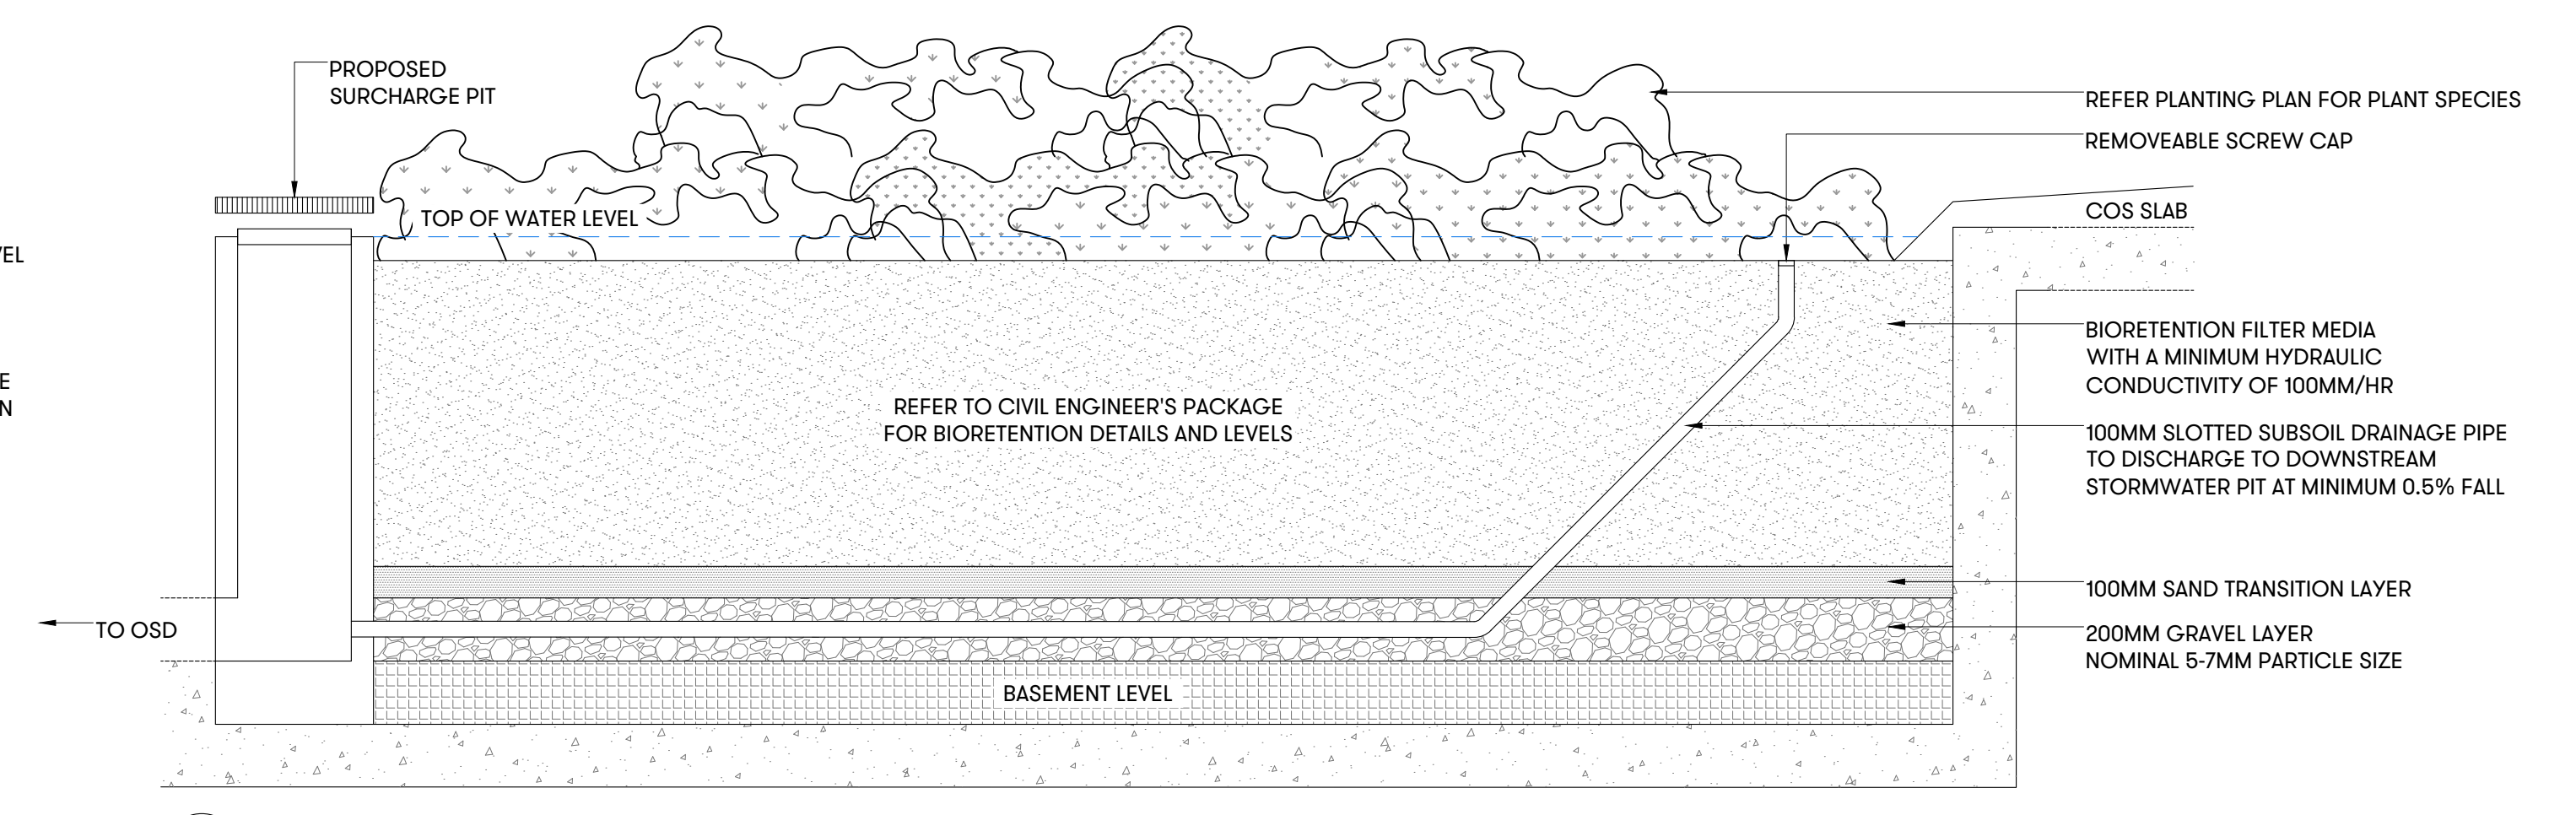 PROPOSED
SURCHARGE PIT
REFER PLANTING PLAN FOR PLANT SPECIES
REMOVEABLE SCREW CAP
TOP OF WATER LEVEL
COS SLAB
BIORETENTION FILTER MEDIA
WITH A MINIMUM HYDRAULIC
CONDUCTIVITY OF 100MM/HR
REFER TO CIVIL ENGINEER'S PACKAGE
FOR BIORETENTION DETAILS AND LEVELS
100MM SLOTTED SUBSOIL DRAINAGE PIPE
TO DISCHARGE TO DOWNSTREAM
STORMWATER PIT AT MINIMUM 0.5% FALL
100MM SAND TRANSITION LAYER
TO OSD
200MM GRAVEL LAYER
NOMINAL 5-7MM PARTICLE SIZE
BASEMENT LEVEL